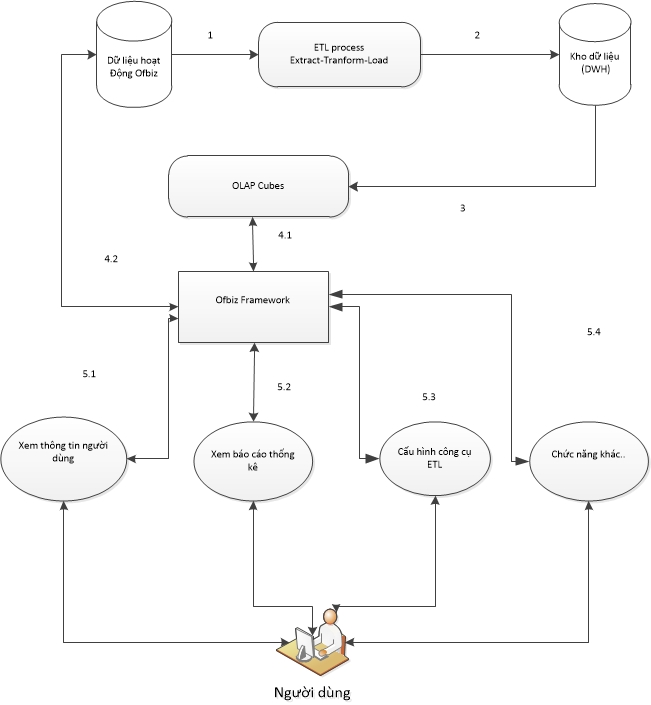 Dữ liệu hoạt
Động Ofbiz
1
ETL process
Extract-Tranform-Load
2
Kho dữ liệu
(DWH)
OLAP Cubes
3
4.1
4.2
Ofbiz Framework
5.4
5.1
5.2
5.3
Xem thông tin người
dùng
Xem báo cáo thống
kê
Cấu hình công cụ
ETL
Chức năng khác..
Người dùng